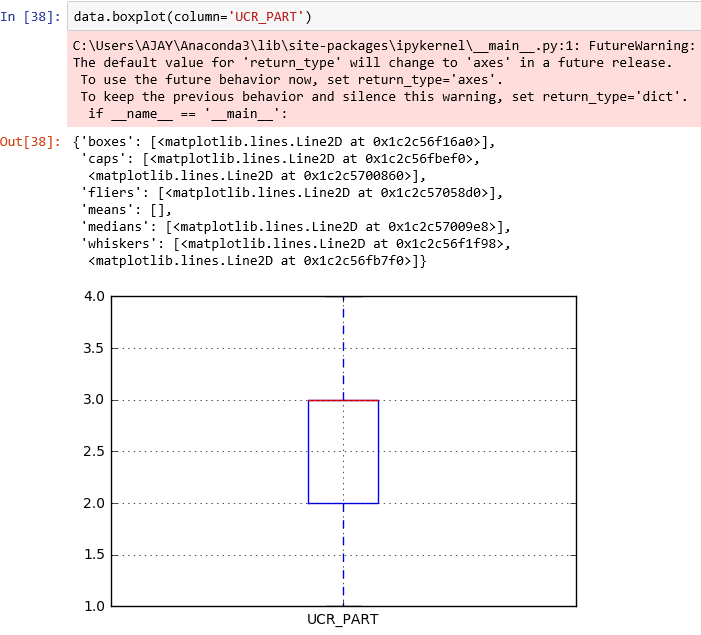 In [38]: data.boxplot(column='UCR_PART')
C:\Users\AJAY\Anaconda3\lib\site-packages\ipykernel\__main__.py:1: FutureWarning:
The default value for 'return_type' will change to 'axes' in a future release.
 To use the future behavior now, set return_type='axes'.
 To keep the previous behavior and silence this warning, set return_type='dict'.
  if __name__ == '__main__':
Out[38]: {'boxes': [<matplotlib.lines.Line2D at 0x1c2c56f16a0>],
 'caps': [<matplotlib.lines.Line2D at 0x1c2c56fbef0>,
  <matplotlib.lines.Line2D at 0x1c2c5700860>],
 'fliers': [<matplotlib.lines.Line2D at 0x1c2c57058d0>],
 'means': [],
 'medians': [<matplotlib.lines.Line2D at 0x1c2c57009e8>],
 'whiskers': [<matplotlib.lines.Line2D at 0x1c2c56f1f98>,
  <matplotlib.lines.Line2D at 0x1c2c56fb7f0>]}
4.0
3.5
3.0
2.5
2.0
1.5
1.0
UCR_PART